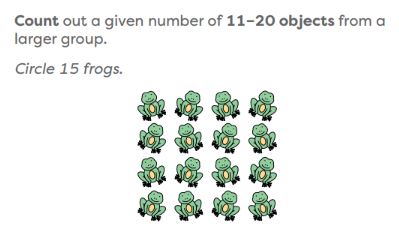 Count out a given number of 11–20 objects from a
larger group.
Circle 15 frogs.